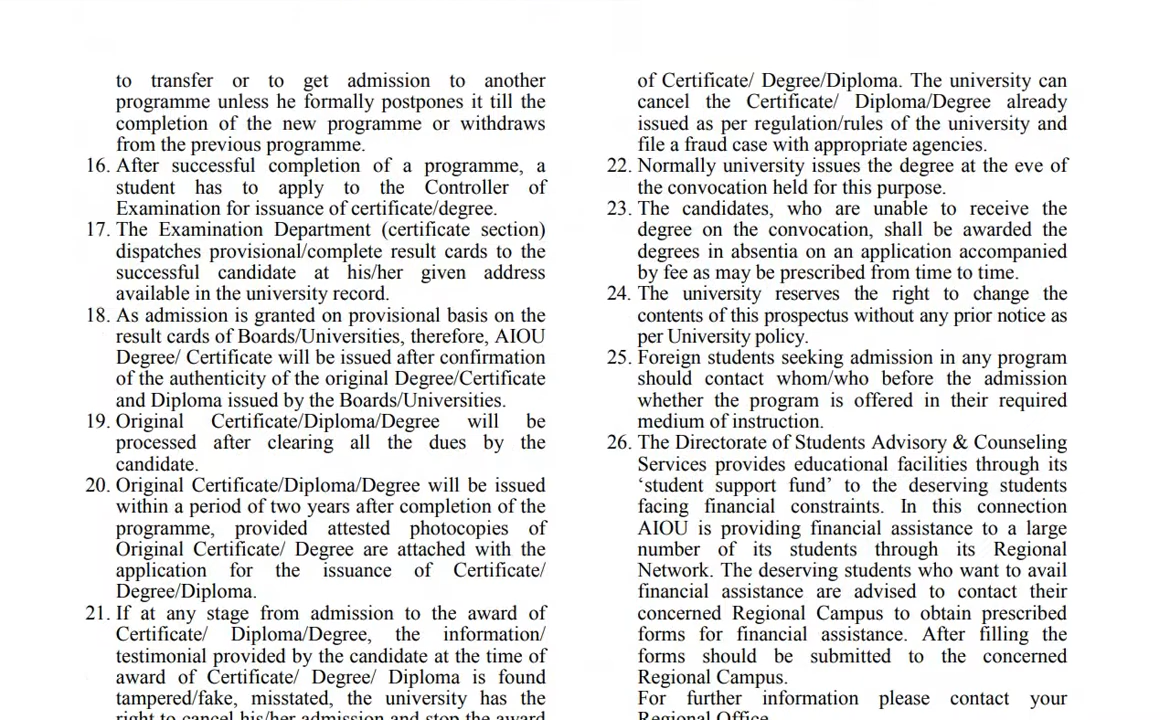 to transfer or to get admission to another
programme unless he formally postpones it till the
completion of the new programme or withdraws
from the previous programme.
16. After successful completion of a programme, a
student has to apply to the Controller of
Examination for issuance of certificate/degree.
17. The Examination Department (certificate section)
dispatches provisional/complete result cards to the
successful candidate at his/her given address
available in the university record.
18. As admission is granted on provisional basis on the
result cards of Boards/Universities, therefore, AIOU
Degree/ Certificate will be issued after confirmation
of the authenticity of the original Degree/Certificate
and Diploma issued by the Boards/Universities.
19. Original Certificate/Diploma/Degree will be
processed after clearing all the dues by the
candidate.
20. Original Certificate/Diploma/Degree will be issued
within a period of two years after completion of the
programme, provided attested photocopies of
Original Certificate/ Degree are attached with the
application for the issuance of Certificate/
Degree/Diploma.
21. If at any stage from admission to the award of
Certificate/ Diploma/Degree, the information/
testimonial provided by the candidate at the time of
award of Certificate/ Degree/ Diploma is found
tampered/fake, misstated, the university has the
right to cancel his/her admission and stop the award
of Certificate/ Degree/Diploma. The university can
cancel the Certificate/ Diploma/Degree already
issued as per regulation/rules of the university and
file a fraud case with appropriate agencies.
22. Normally university issues the degree at the eve of
the convocation held for this purpose.
23. The candidates, who are unable to receive the
degree on the convocation, shall be awarded the
degrees in absentia on an application accompanied
by fee as may be prescribed from time to time.
24. The university reserves the right to change the
contents of this prospectus without any prior notice as
per University policy.
25. Foreign students seeking admission in any program
should contact whom/who before the admission
whether the program is offered in their required
medium of instruction.
26. The Directorate of Students Advisory & Counseling
Services provides educational facilities through its
‘student support fund’ to the deserving students
facing financial constraints. In this connection
AIOU is providing financial assistance to a large
number of its students through its Regional
Network. The deserving students who want to avail
financial assistance are advised to contact their
concerned Regional Campus to obtain prescribed
forms for financial assistance. After filling the
forms should be submitted to the concerned
Regional Campus.
For further information please contact your
Regional Office.